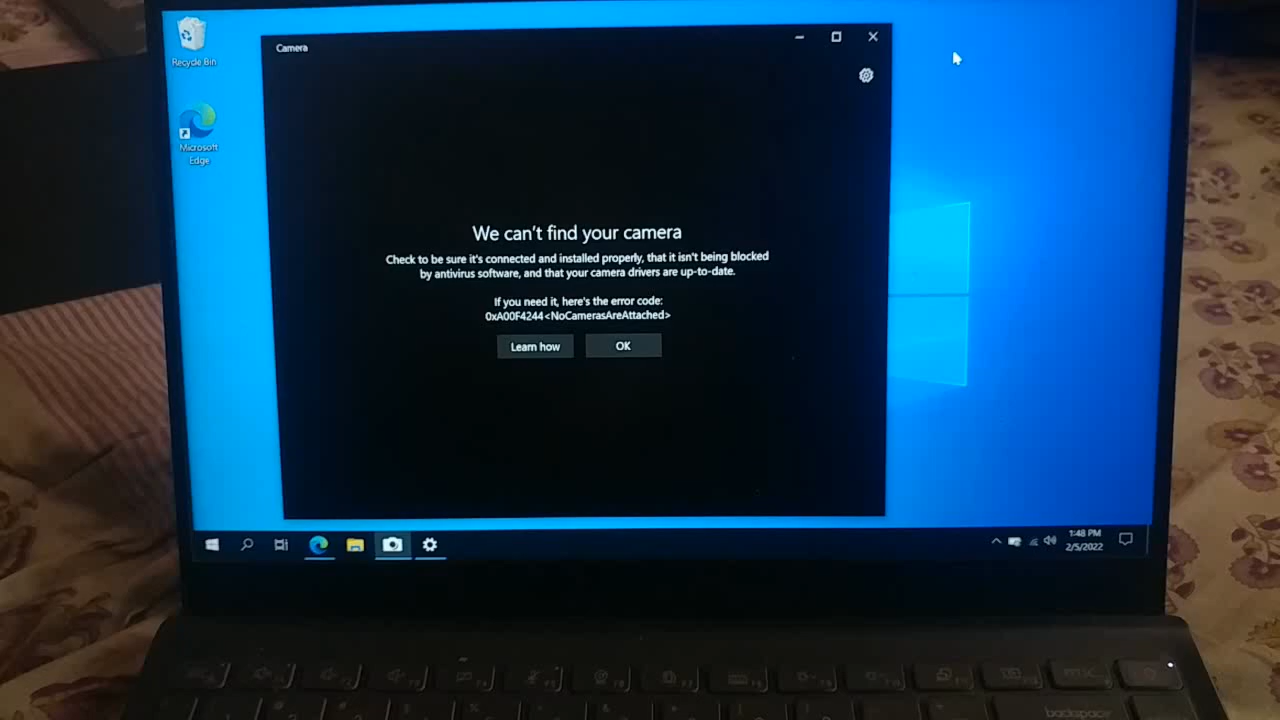 Recycle Bin
Camera
Microsoft
Edge
We can't find your camera
Check to be sure it's connected and installed properly, that it isn't being blocked
by antivirus software, and that your camera drivers are up-to-date.
If you need it, here's the error code:
0xA00F4244<NoCamerasAreAttached>
Learn how
OK
1:48 PM
2/5/2022
backspace